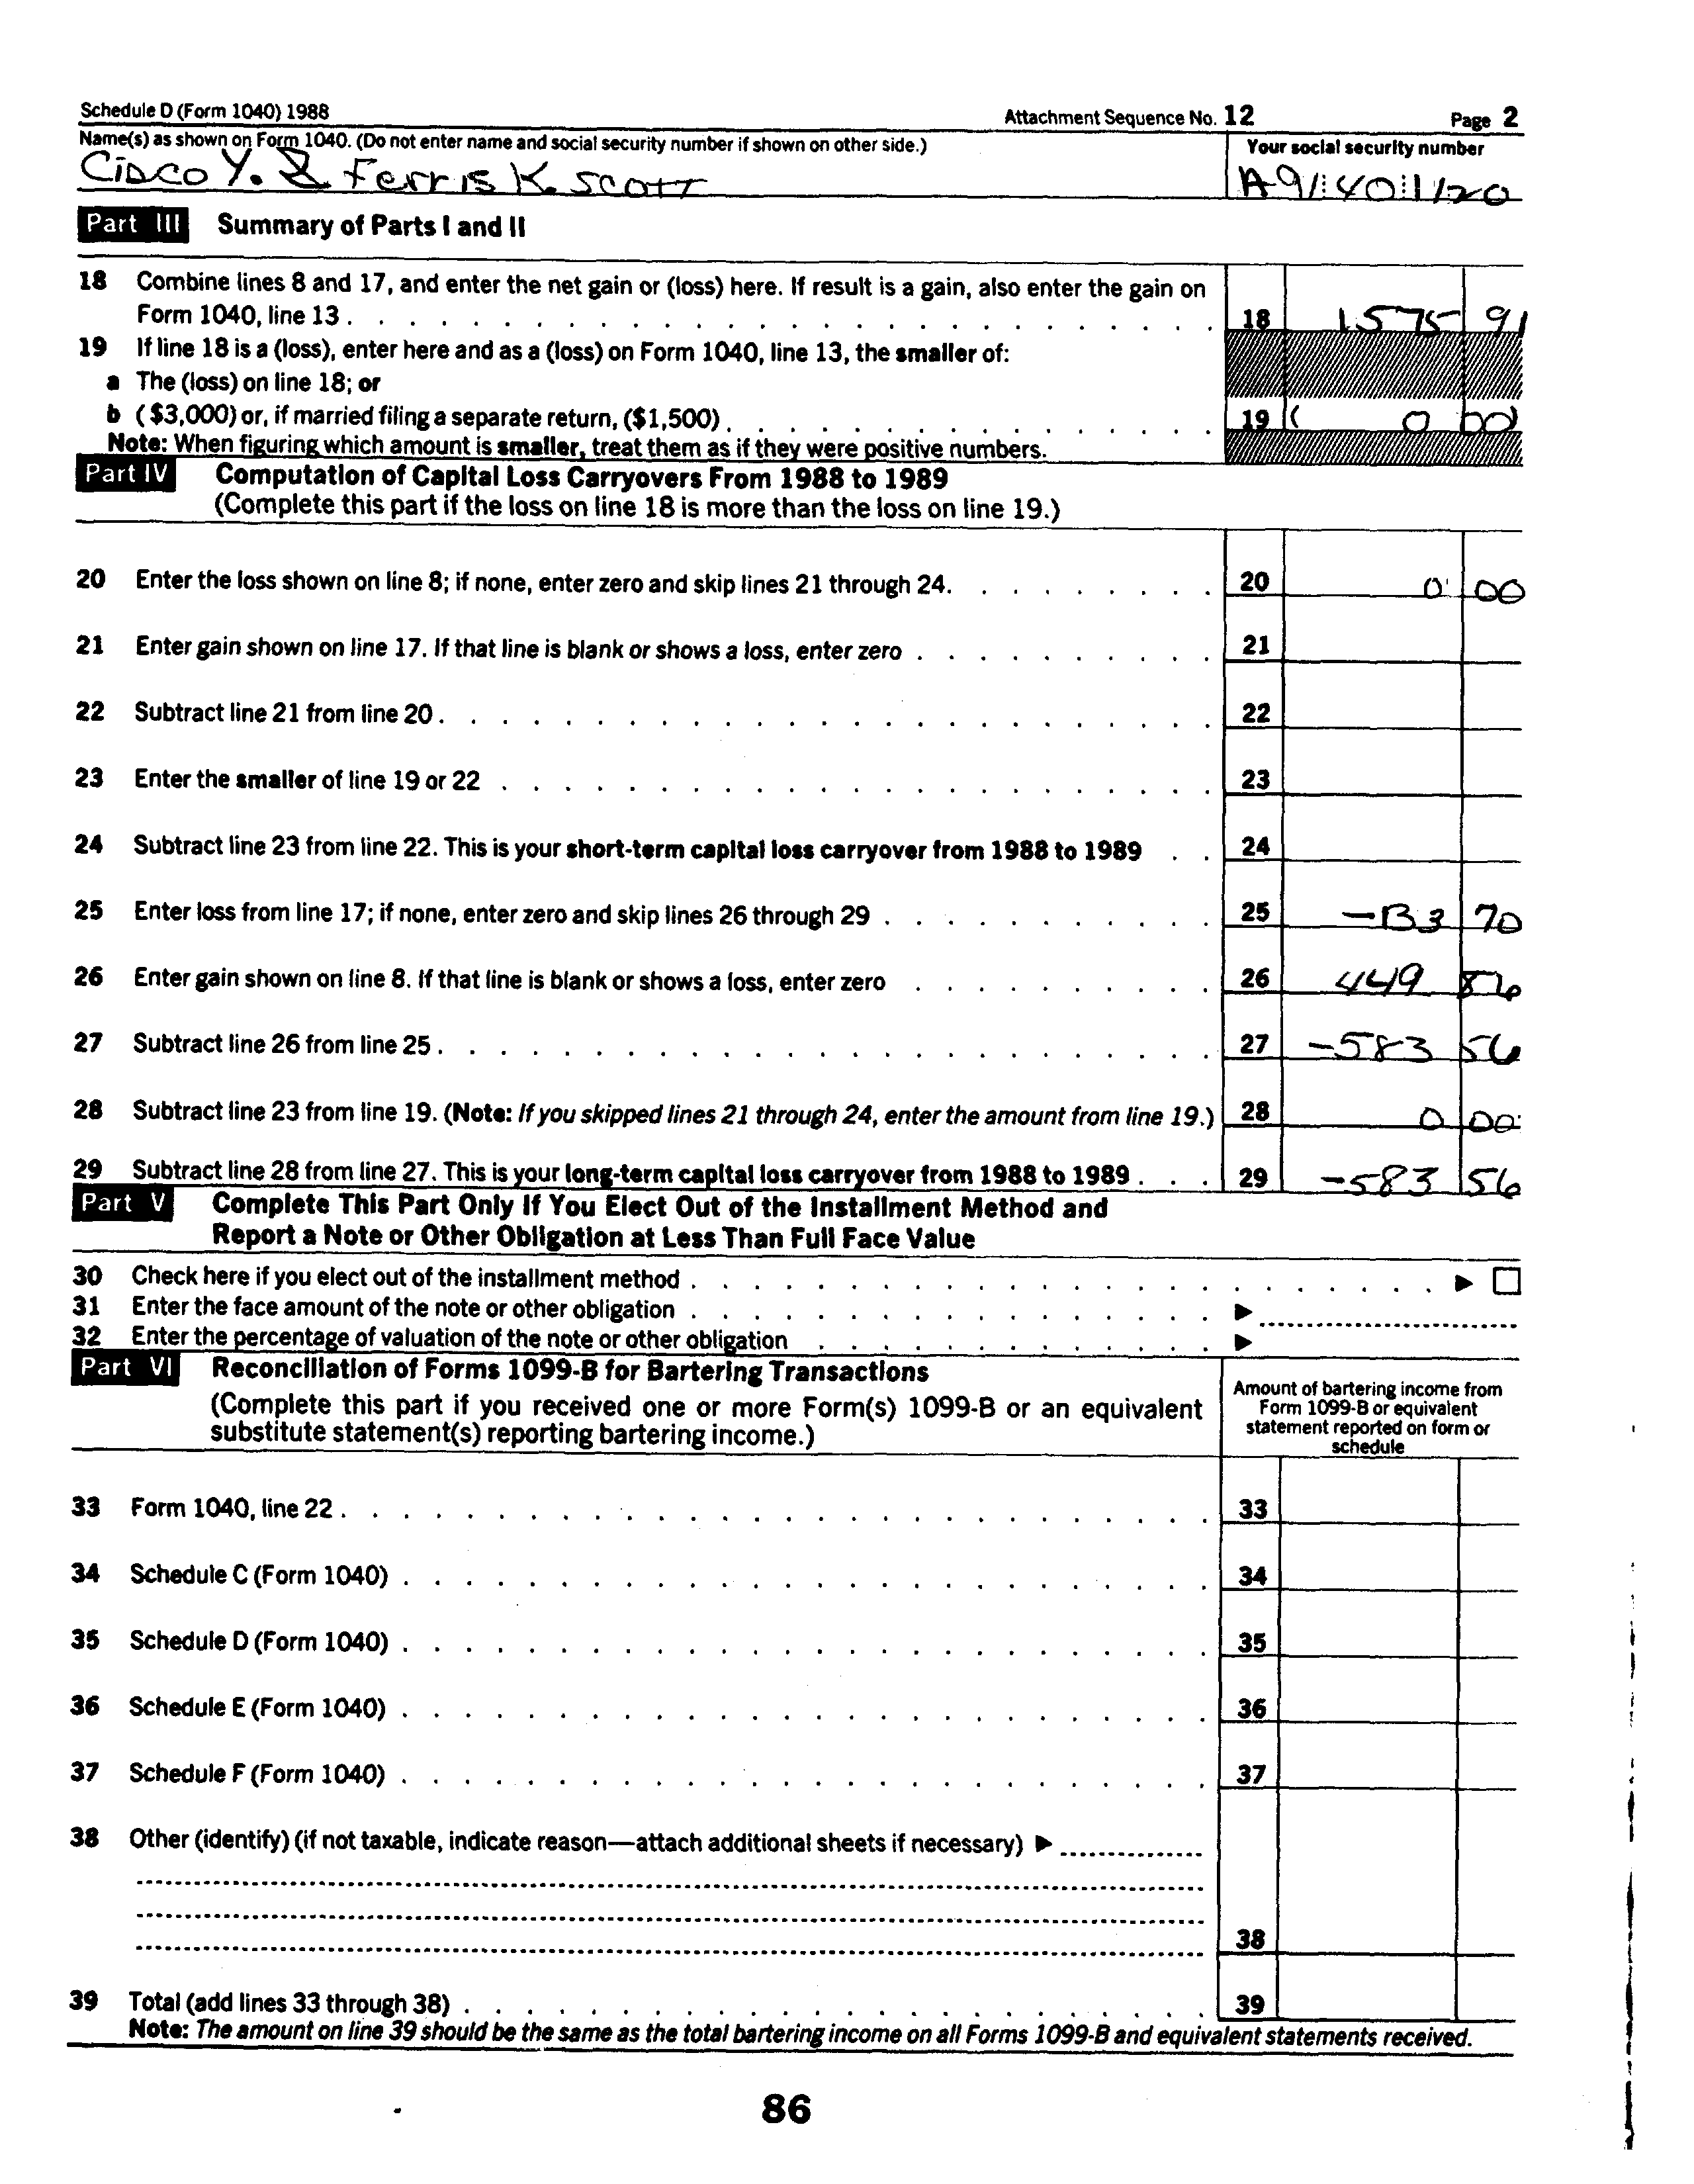 Schedule D (Form 1040) 1988 Attachment Sequence No. 12 Page 2
Name(s) as shown on Form 1040. (Do not enter name and social security number if shown on other side.) Your social security number
Cisco Y. & Ferris K. Scott A91:40:1120
Part III Summary of Parts I and II
18 Combine lines 8 and 17, and enter the net gain or (loss) here. If result is a gain, also enter the gain on
Form 1040, line 13 . . . 18 1575 91
19 If line 18 is a (loss), enter here and as a (loss) on Form 1040, line 13, the smaller of:
a The (loss) on line 18; or
b ($3,000) or, if married filing a separate return, ($1,500) . . . 19 ( 0 00)
Note: When figuring which amount is smaller, treat them as if they were positive numbers.
Part IV Computation of Capital Loss Carryovers From 1988 to 1989
(Complete this part if the loss on line 18 is more than the loss on line 19.)
20 Enter the loss shown on line 8; if none, enter zero and skip lines 21 through 24. . . . 20 0 00
21 Enter gain shown on line 17. If that line is blank or shows a loss, enter zero . . . 21
22 Subtract line 21 from line 20 . . . 22
23 Enter the smaller of line 19 or 22 . . . 23
24 Subtract line 23 from line 22. This is your short-term capital loss carryover from 1988 to 1989 . . 24
25 Enter loss from line 17; if none, enter zero and skip lines 26 through 29 . . . 25 -133 70
26 Enter gain shown on line 8. If that line is blank or shows a loss, enter zero . . . 26 449 86
27 Subtract line 26 from line 25 . . . 27 -583 56
28 Subtract line 23 from line 19. (Note: If you skipped lines 21 through 24, enter the amount from line 19.) 28 0 00
29 Subtract line 28 from line 27. This is your long-term capital loss carryover from 1988 to 1989 . . . 29 -583 56
Part V Complete This Part Only If You Elect Out of the Installment Method and
Report a Note or Other Obligation at Less Than Full Face Value
30 Check here if you elect out of the installment method . . . ▶ □
31 Enter the face amount of the note or other obligation . . . ▶
32 Enter the percentage of valuation of the note or other obligation . . . ▶
Part VI Reconciliation of Forms 1099-B for Bartering Transactions
(Complete this part if you received one or more Form(s) 1099-B or an equivalent
substitute statement(s) reporting bartering income.)
Amount of bartering income from
Form 1099-B or equivalent
statement reported on form or
schedule
33 Form 1040, line 22 . . . 33
34 Schedule C (Form 1040) . . . 34
35 Schedule D (Form 1040) . . . 35
36 Schedule E (Form 1040) . . . 36
37 Schedule F (Form 1040) . . . 37
38 Other (identify) (if not taxable, indicate reason—attach additional sheets if necessary) ▶
38
39 Total (add lines 33 through 38) . . . 39
Note: The amount on line 39 should be the same as the total bartering income on all Forms 1099-B and equivalent statements received.
86